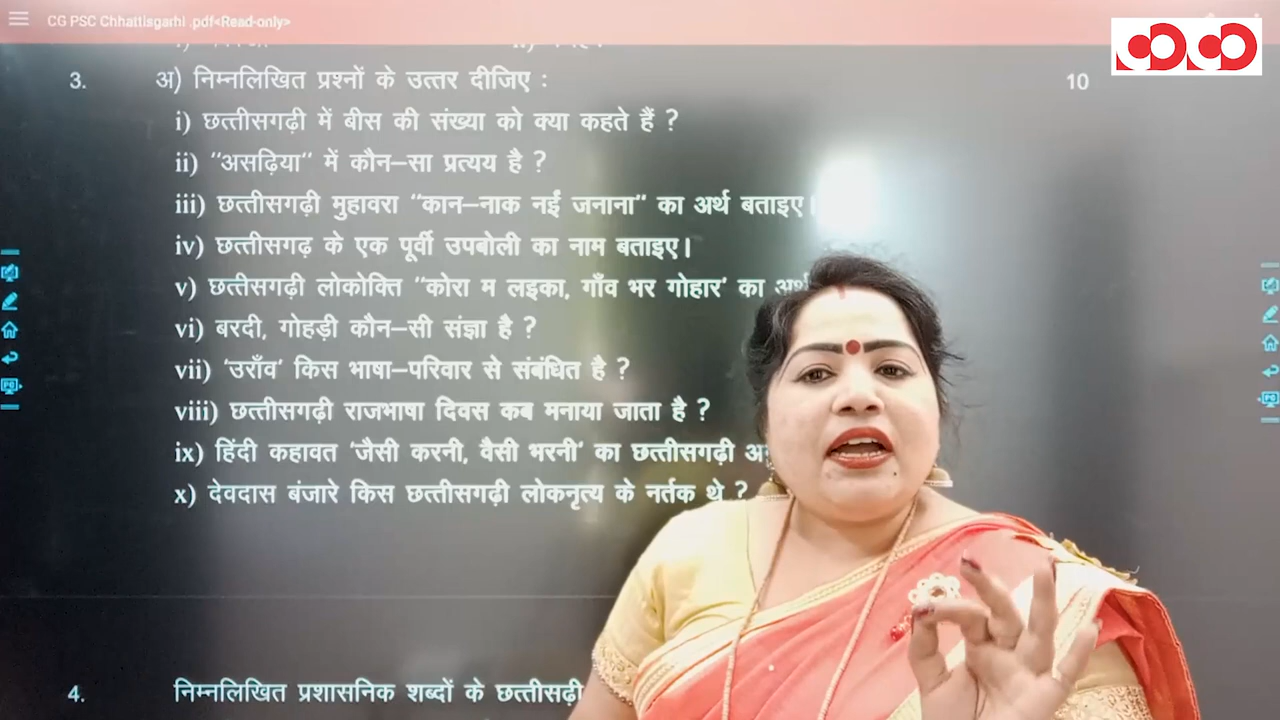 CG PSC Chhattisgarhi .pdf<Read-only>
3. अ) निम्नलिखित प्रश्नों के उत्तर दीजिए : 10
i) छत्तीसगढ़ी में बीस की संख्या को क्या कहते हैं ?
ii) "असढ़िया" में कौन–सा प्रत्यय है ?
iii) छत्तीसगढ़ी मुहावरा "कान–नाक नईं जनाना" का अर्थ बताइए।
iv) छत्तीसगढ़ के एक पूर्वी उपबोली का नाम बताइए।
v) छत्तीसगढ़ी लोकोक्ति "कोरा म लइका, गाँव भर गोहार' का अर्थ
vi) बरदी, गोहड़ी कौन–सी संज्ञा है ?
vii) 'उराँव' किस भाषा–परिवार से संबंधित है ?
viii) छत्तीसगढ़ी राजभाषा दिवस कब मनाया जाता है ?
ix) हिंदी कहावत 'जैसी करनी, वैसी भरनी' का छत्तीसगढ़ी
x) देवदास बंजारे किस छत्तीसगढ़ी लोकनृत्य के नर्तक थे ?
4. निम्नलिखित प्रशासनिक शब्दों के छत्तीसढ़ी